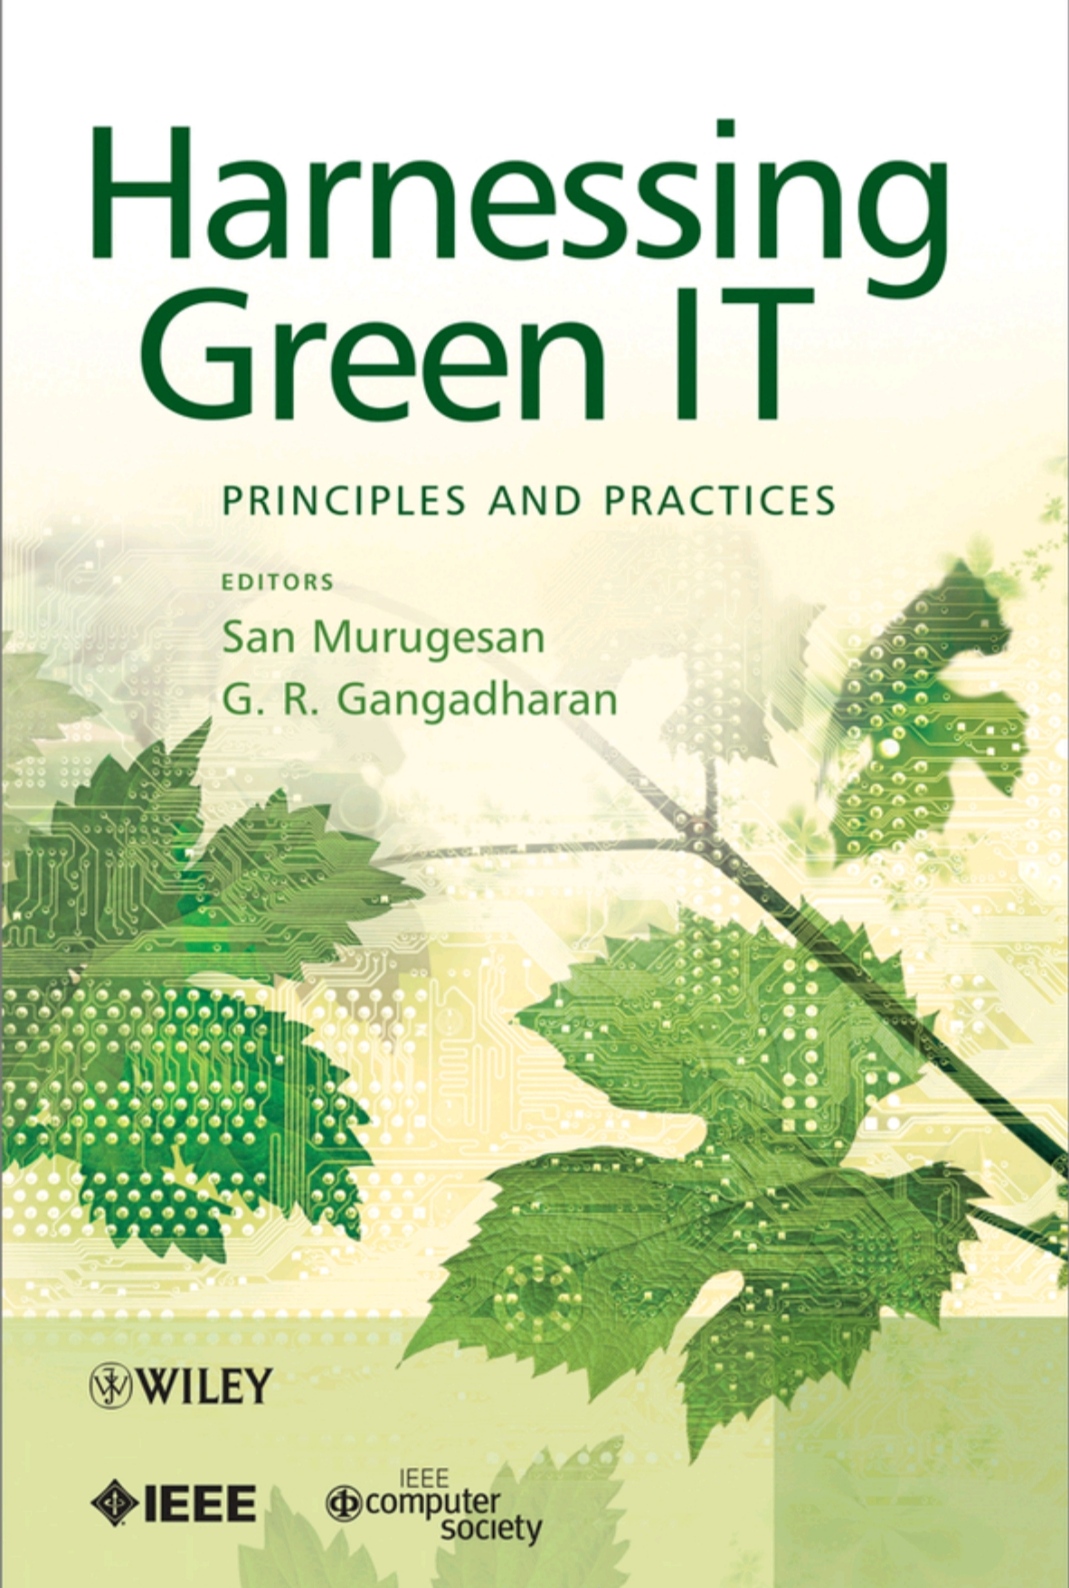 Harnessing
Green IT
PRINCIPLES AND PRACTICES
EDITORS
San Murugesan
G. R. Gangadharan
WILEY
IEEE
IEEE
computer
society